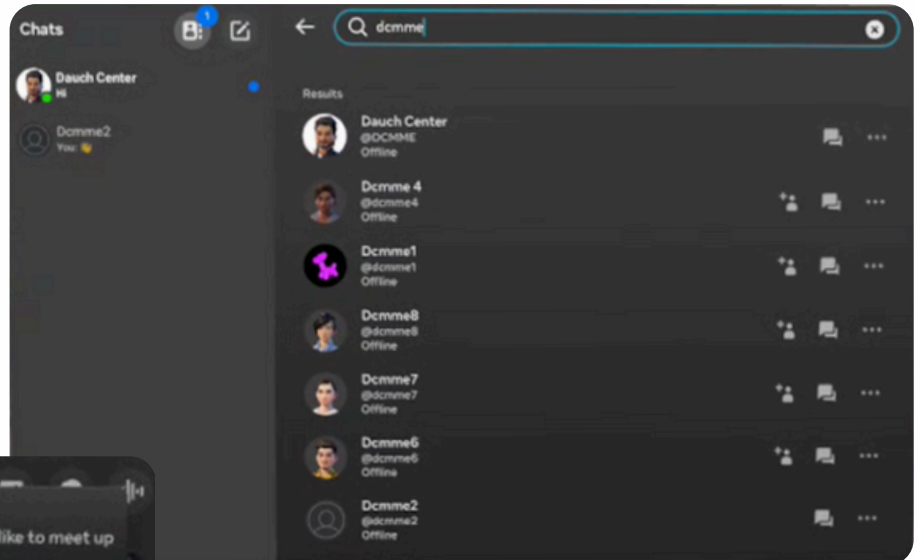 Chats
1
dcmme
Dauch Center
Hi
Dcmme2
You: 👋
Results
Dauch Center
@DCMME
Offline
Dcmme 4
@dcmme4
Offline
Dcmme1
@dcmme1
Offline
Dcmme8
@dcmme8
Offline
Dcmme7
@dcmme7
Offline
Dcmme6
@dcmme6
Offline
Dcmme2
@dcmme2
Offline
like to meet up